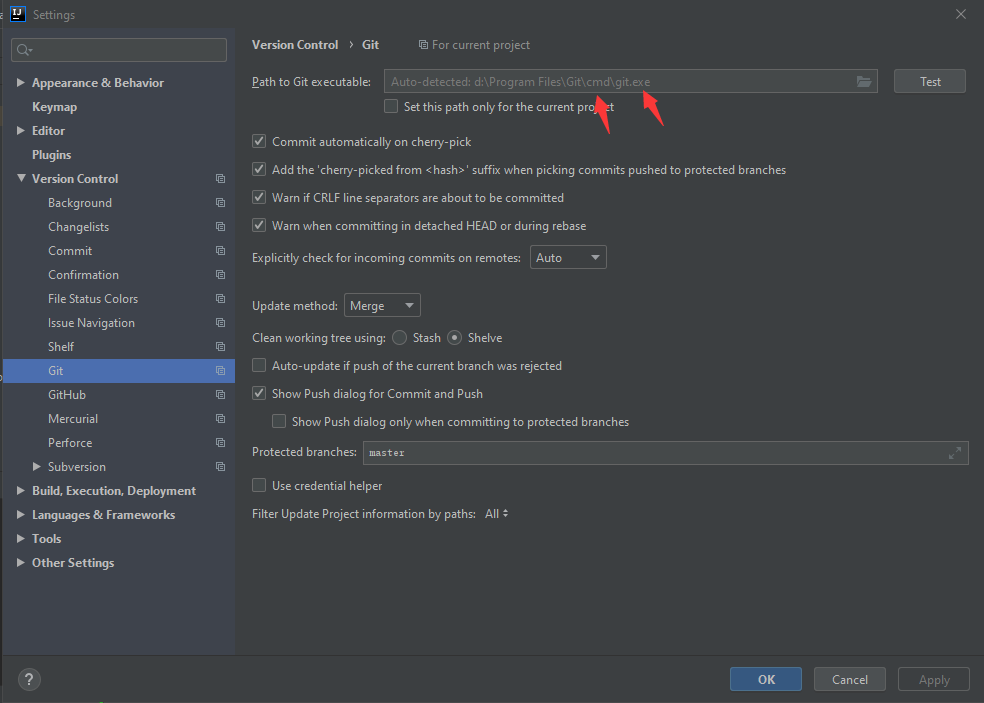 Settings
Version Control › Git For current project
Appearance & Behavior
Keymap
Editor
Plugins
Version Control
Background
Changelists
Commit
Confirmation
File Status Colors
Issue Navigation
Shelf
Git
GitHub
Mercurial
Perforce
Subversion
Build, Execution, Deployment
Languages & Frameworks
Tools
Other Settings
Path to Git executable: Auto-detected: d:\Program Files\Git\cmd\git.exe Test
Set this path only for the current project
Commit automatically on cherry-pick
Add the 'cherry-picked from <hash>' suffix when picking commits pushed to protected branches
Warn if CRLF line separators are about to be committed
Warn when committing in detached HEAD or during rebase
Explicitly check for incoming commits on remotes: Auto
Update method: Merge
Clean working tree using: Stash Shelve
Auto-update if push of the current branch was rejected
Show Push dialog for Commit and Push
Show Push dialog only when committing to protected branches
Protected branches: master
Use credential helper
Filter Update Project information by paths: All
? OK Cancel Apply